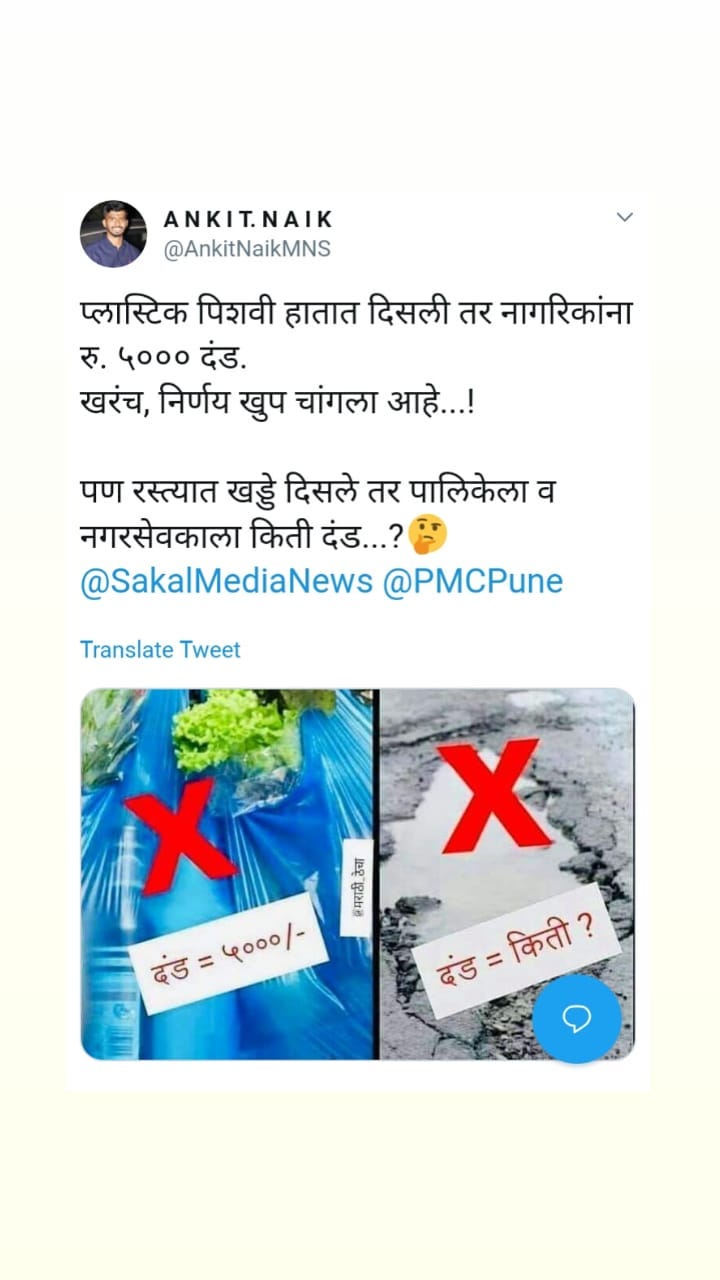 ANKIT.NAIK
@AnkitNaikMNS
प्लास्टिक पिशवी हातात दिसली तर नागरिकांना
रु. ५००० दंड.
खरंच, निर्णय खुप चांगला आहे...!
पण रस्त्यात खड्डे दिसले तर पालिकेला व
नगरसेवकाला किती दंड...?🤔
@SakalMediaNews @PMCPune
Translate Tweet
X
दंड = ५०००/-
@मराठी_ठेचा
X
दंड = किती ?